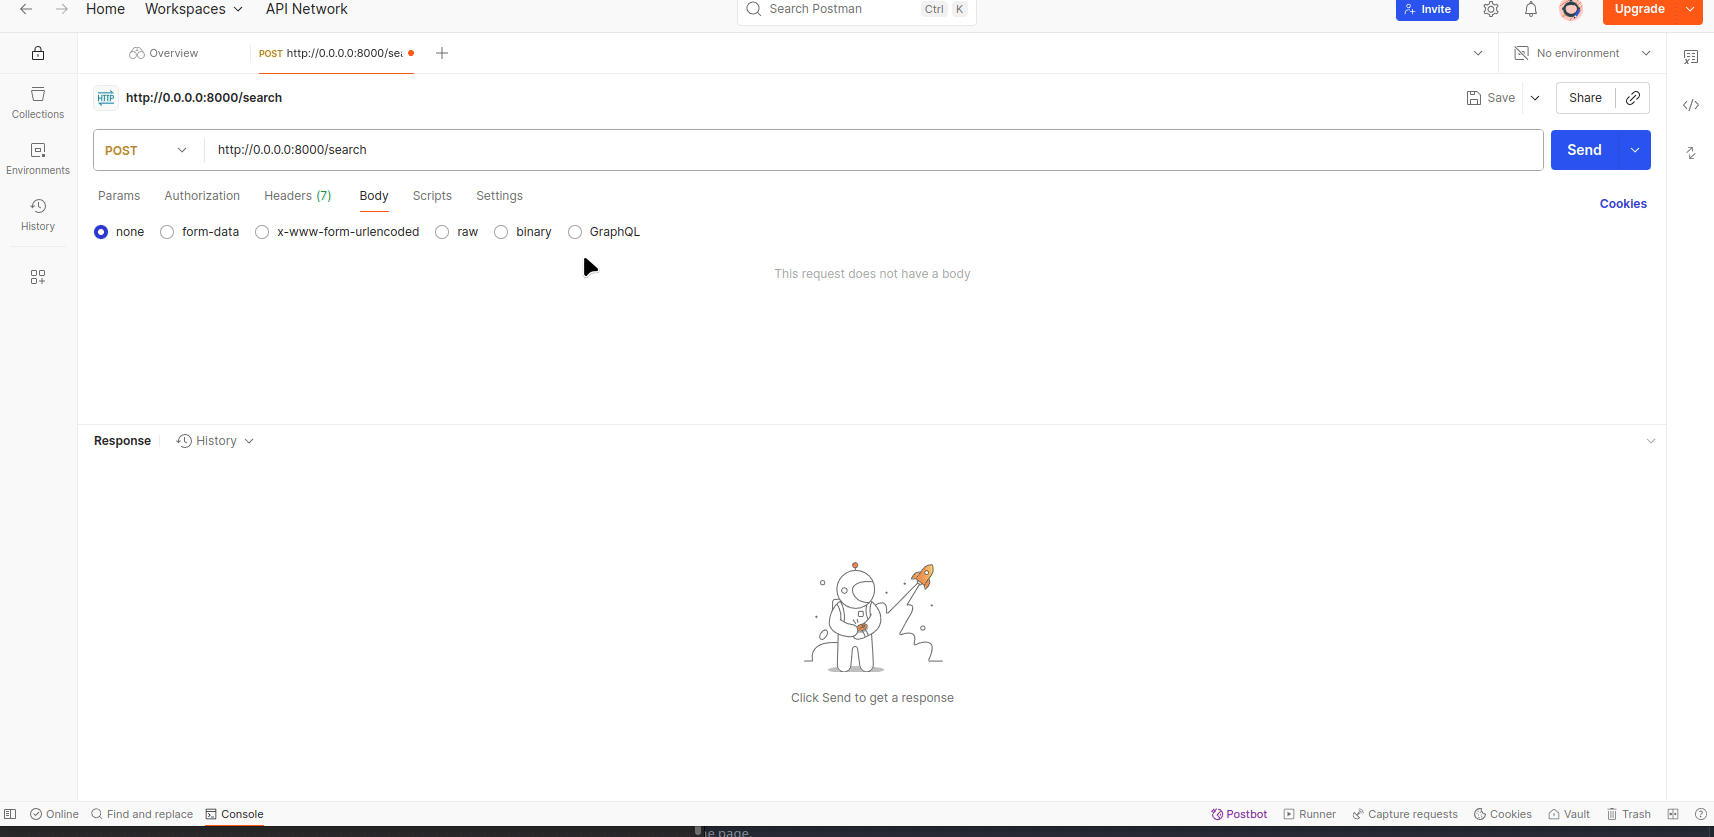 Home Workspaces API Network Search Postman Ctrl K Invite Upgrade
Overview POST http://0.0.0.0:8000/sea No environment
HTTP http://0.0.0.0:8000/search Save Share
Collections
POST http://0.0.0.0:8000/search Send
Environments
Params Authorization Headers (7) Body Scripts Settings Cookies
History
none form-data x-www-form-urlencoded raw binary GraphQL
This request does not have a body
Response History
Click Send to get a response
Online Find and replace Console Postbot Runner Capture requests Cookies Vault Trash
page.